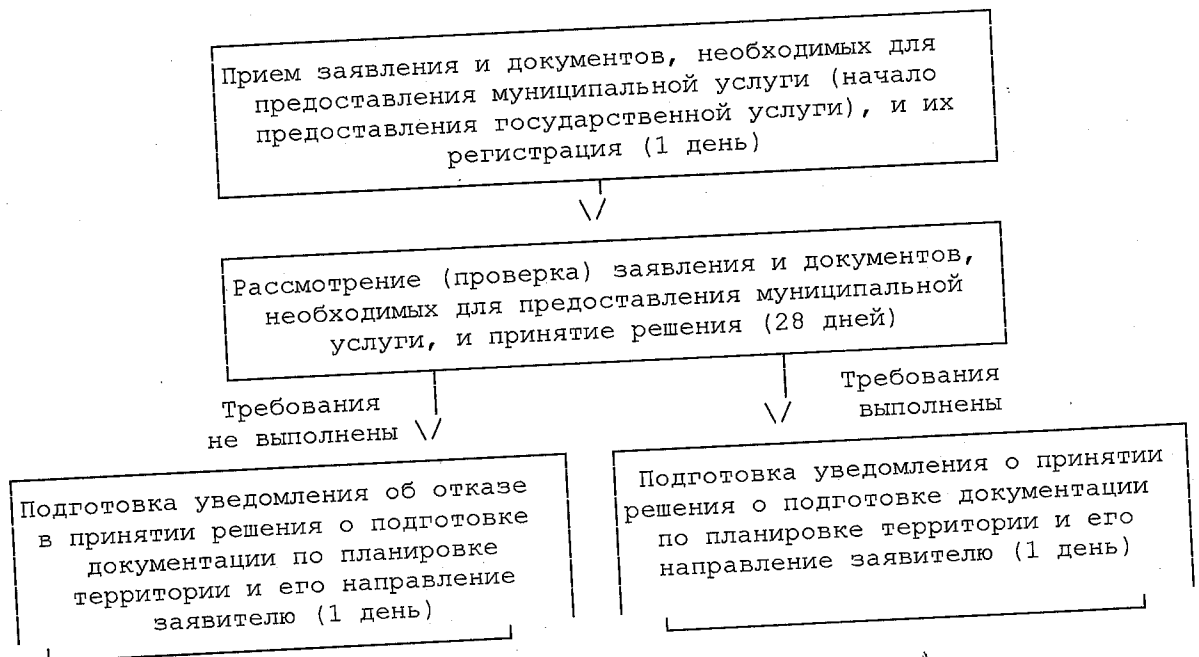 Прием заявления и документов, необходимых для
предоставления муниципальной услуги (начало
предоставления государственной услуги), и их
регистрация (1 день)
\/
Рассмотрение (проверка) заявления и документов,
необходимых для предоставления муниципальной
услуги, и принятие решения (28 дней)
Требования
не выполнены \/
Требования
\/ выполнены
Подготовка уведомления об отказе
в принятии решения о подготовке
документации по планировке
территории и его направление
заявителю (1 день)
Подготовка уведомления о принятии
решения о подготовке документации
по планировке территории и его
направление заявителю (1 день)